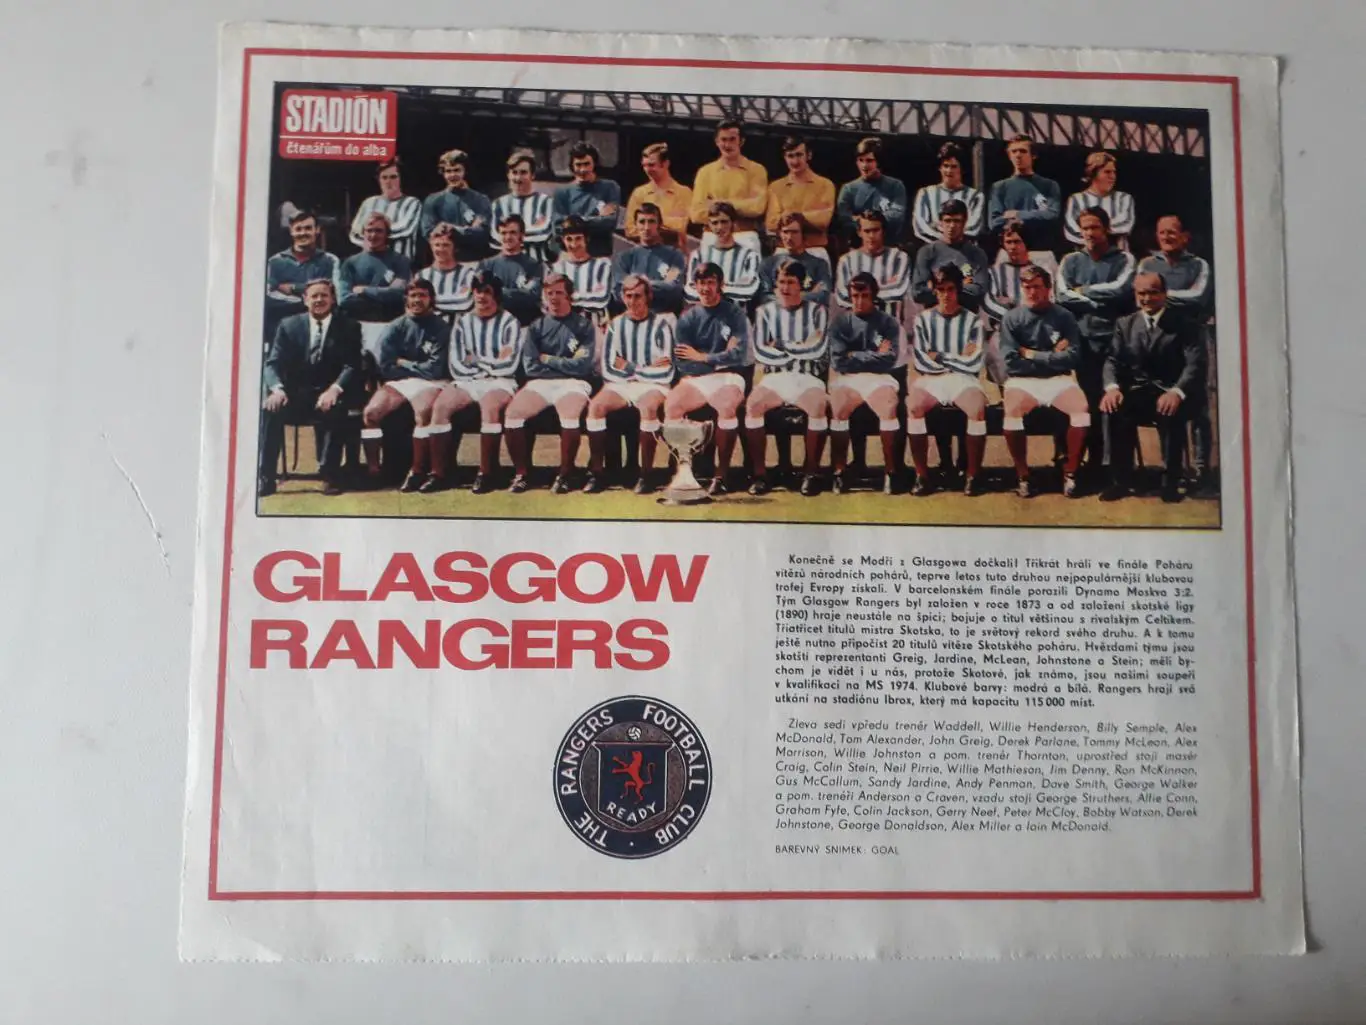 STADIÓN
čtenářům do alba
GLASGOW
RANGERS
THE RANGERS FOOTBALL CLUB
READY
Konečně se Modří z Glasgowa dočkali! Třikrát hráli ve finále Poháru
vítězů národních pohárů, teprve letos tuto druhou nejpopulárnější klubovou
trofej Evropy získali. V barcelonském finále porazili Dynamo Moskva 3:2.
Tým Glasgow Rangers byl založen v roce 1873 a od založení skotské ligy
(1890) hraje neustále na špici; bojuje o titul většinou s rivalským Celtikem.
Třiatřicet titulů mistra Skotska, to je světový rekord svého druhu. A k tomu
ještě nutno připočíst 20 titulů vítěze Skotského poháru. Hvězdami týmu jsou
skotští reprezentanti Greig, Jardine, McLean, Johnstone a Stein; měli by-
chom je vidět i u nás, protože Skotové, jak známo, jsou našimi soupeři
v kvalifikaci na MS 1974. Klubové barvy: modrá a bílá. Rangers hrají svá
utkání na stadiónu Ibrox, který má kapacitu 115 000 míst.
Zleva sedí vpředu trenér Waddell, Willie Henderson, Billy Semple, Alex
McDonald, Tom Alexander, John Greig, Derek Parlane, Tommy McLean, Alex
Morrison, Willie Johnston a pom. trenér Thornton, uprostřed stojí masér
Craig, Colin Stein, Neil Pirrie, Willie Mathieson, Jim Denny, Ron McKinnon,
Gus McCallum, Sandy Jardine, Andy Penman, Dave Smith, George Walker
a pom. trenéři Anderson a Craven, vzadu stojí George Struthers, Alfie Conn,
Graham Fyfe, Colin Jackson, Gerry Neef, Peter McCloy, Bobby Watson, Derek
Johnstone, George Donaldson, Alex Miller a Iain McDonald.
BAREVNÝ SNÍMEK: GOAL